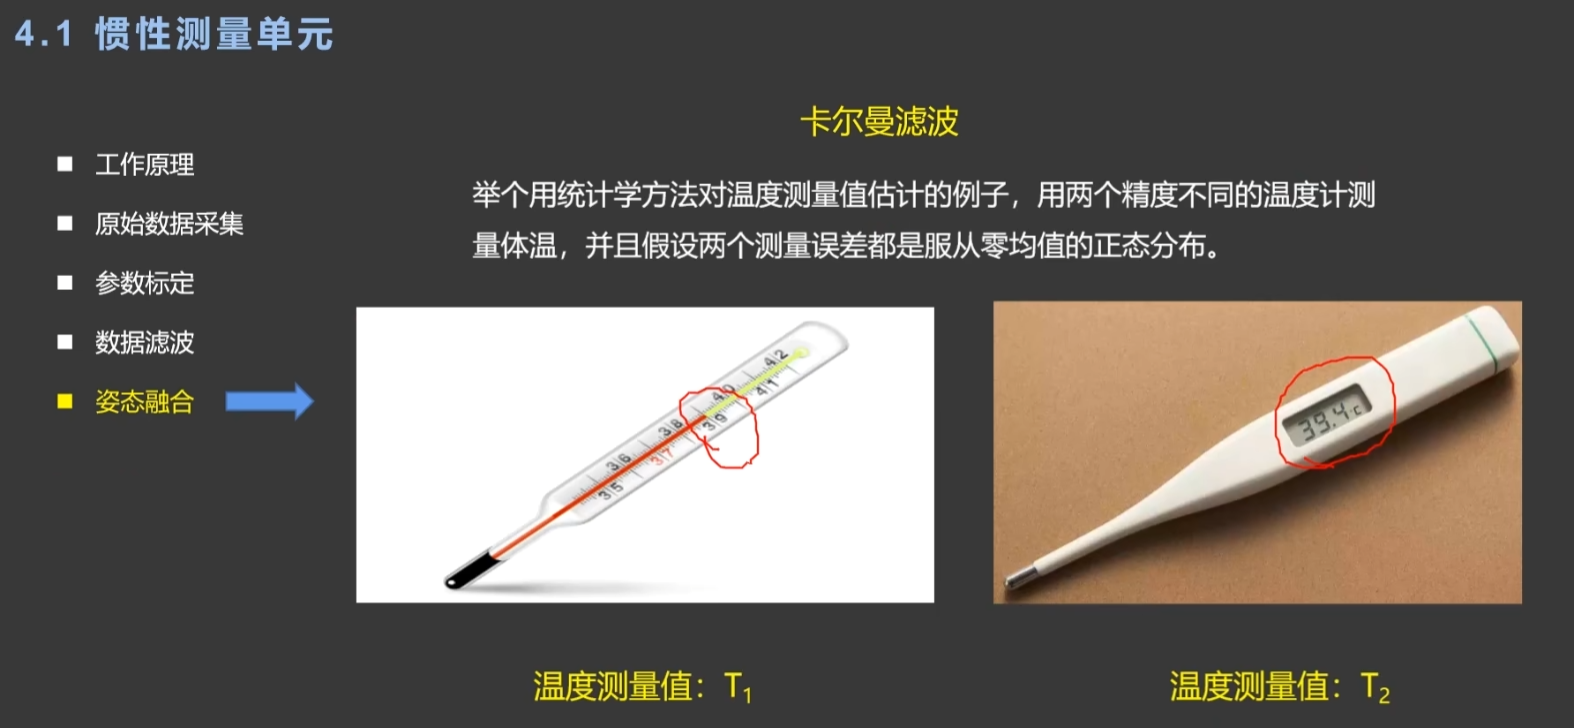 4.1 惯性测量单元
卡尔曼滤波
工作原理
原始数据采集
参数标定
数据滤波
姿态融合
举个用统计学方法对温度测量值估计的例子，用两个精度不同的温度计测
量体温，并且假设两个测量误差都是服从零均值的正态分布。
35
36
37
38
39
40
41
42
39.4°C
温度测量值：T₁
温度测量值：T₂